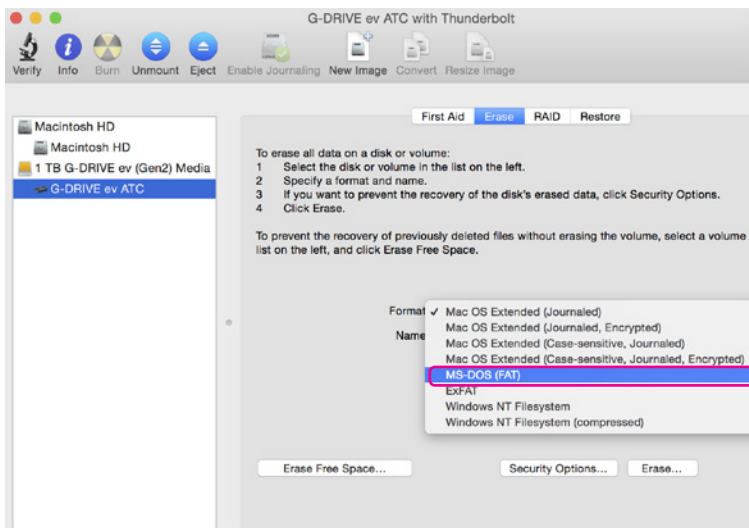 G-DRIVE ev ATC with Thunderbolt
Verify Info Burn Unmount Eject Enable Journaling New Image Convert Resize Image
Macintosh HD
Macintosh HD
1 TB G-DRIVE ev (Gen2) Media
G-DRIVE ev ATC
First Aid Erase RAID Restore
To erase all data on a disk or volume:
1 Select the disk or volume in the list on the left.
2 Specify a format and name.
3 If you want to prevent the recovery of the disk's erased data, click Security Options.
4 Click Erase.
To prevent the recovery of previously deleted files without erasing the volume, select a volume
list on the left, and click Erase Free Space.
Format ✓ Mac OS Extended (Journaled)
Mac OS Extended (Journaled, Encrypted)
Name
Mac OS Extended (Case-sensitive, Journaled)
Mac OS Extended (Case-sensitive, Journaled, Encrypted)
MS-DOS (FAT)
ExFAT
Windows NT Filesystem
Windows NT Filesystem (compressed)
Erase Free Space... Security Options... Erase...